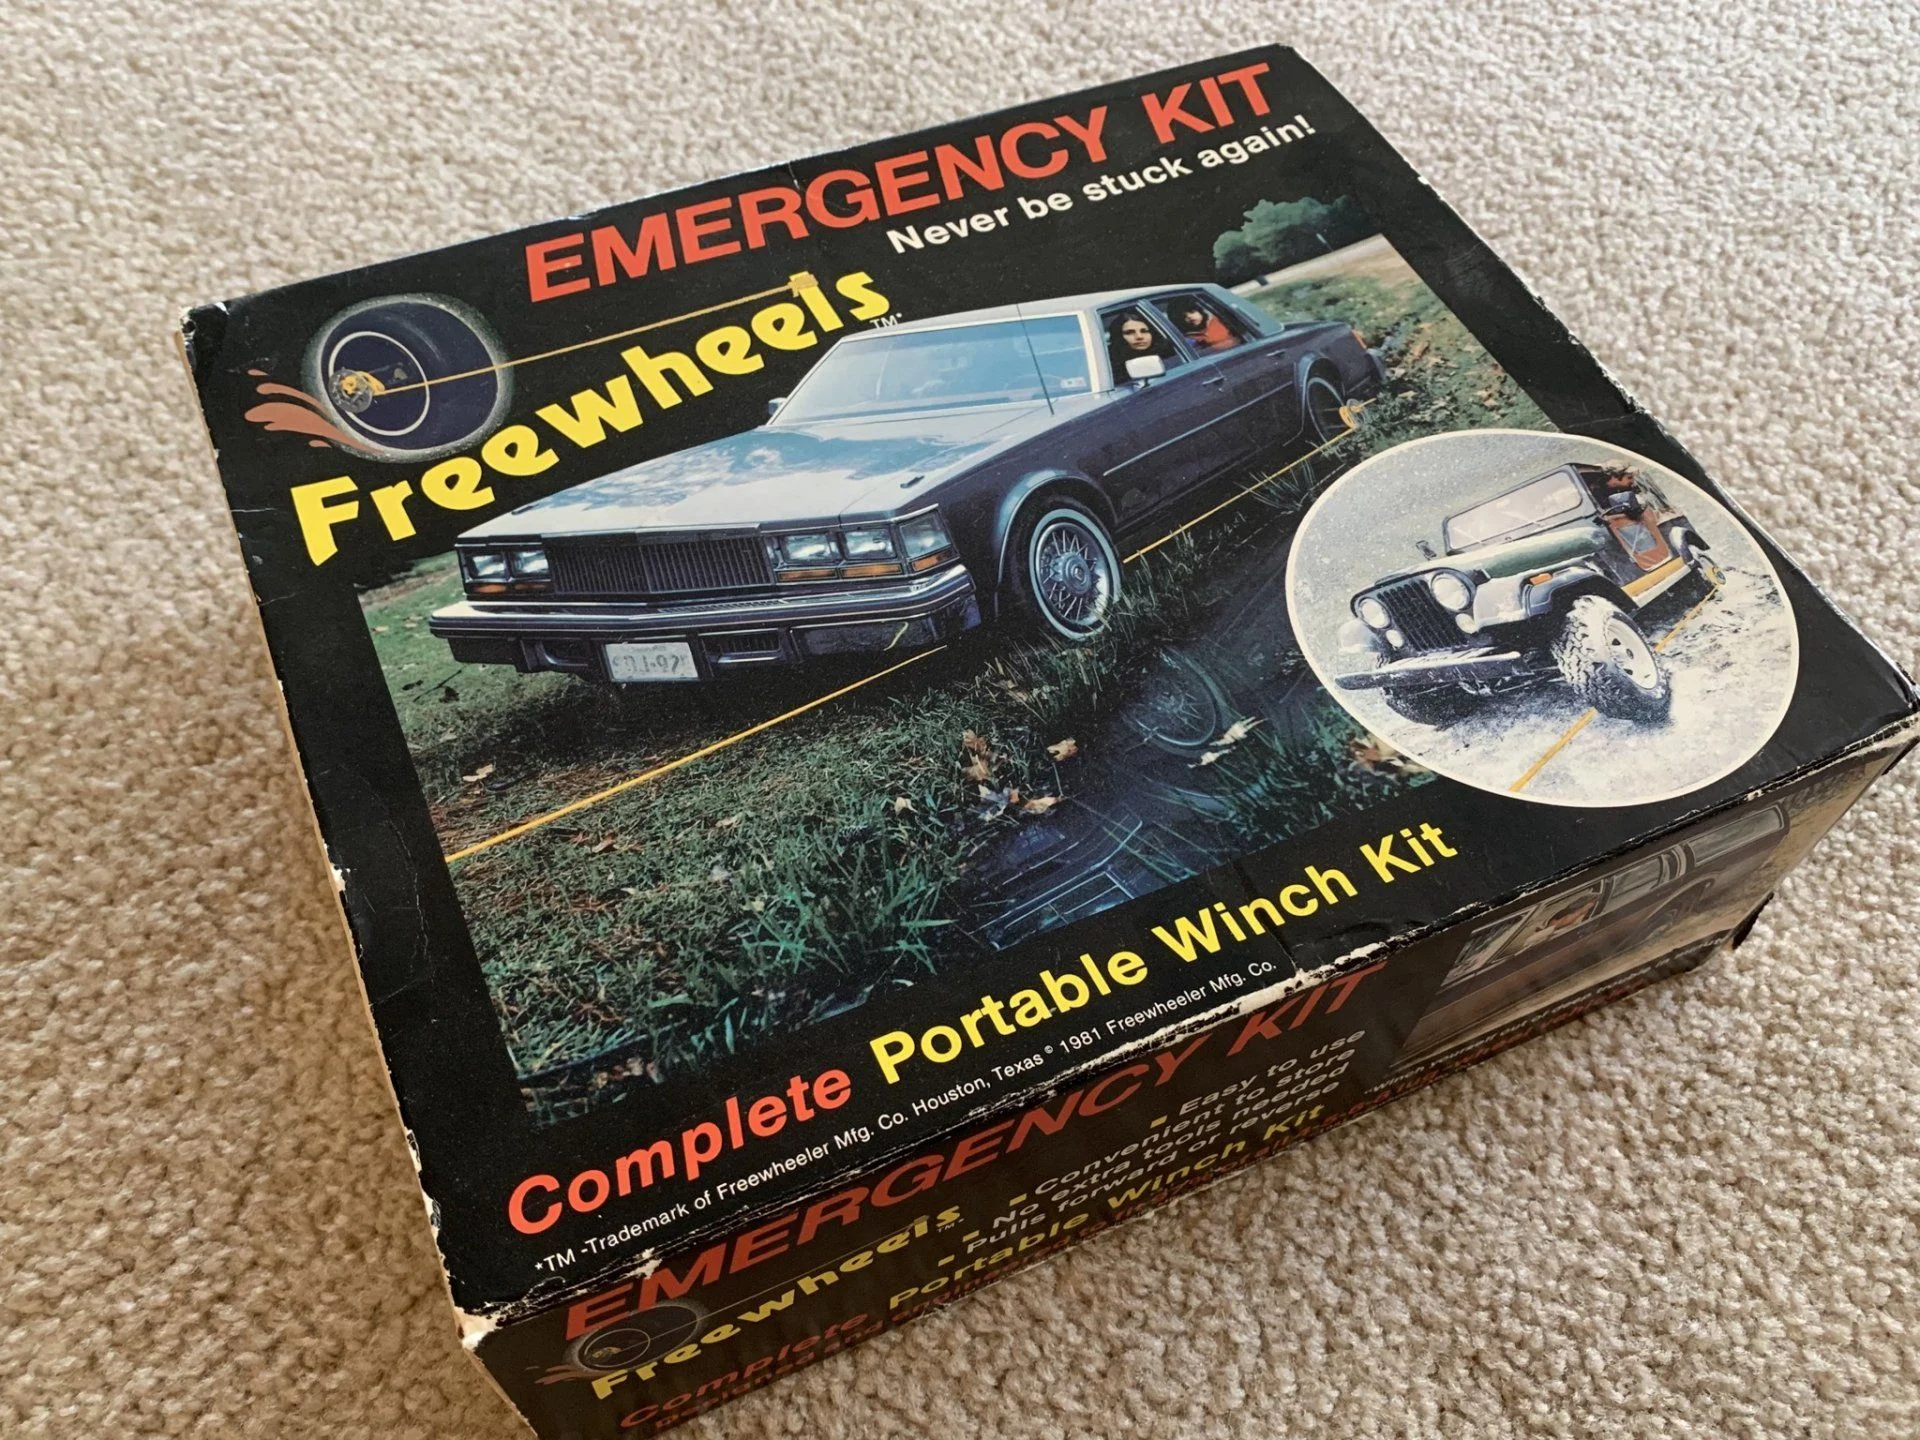 EMERGENCY KIT
Never be stuck again!
Freewheels
TM*
Complete Portable Winch Kit
*TM -Trademark of Freewheeler Mfg. Co. Houston, Texas © 1981 Freewheeler Mfg. Co.
EMERGENCY KIT
Freewheels
TM*
Easy to use
Convenient to store
No extra tools needed
Pulls forward or reverse
Complete Portable Winch Kit
Designed and